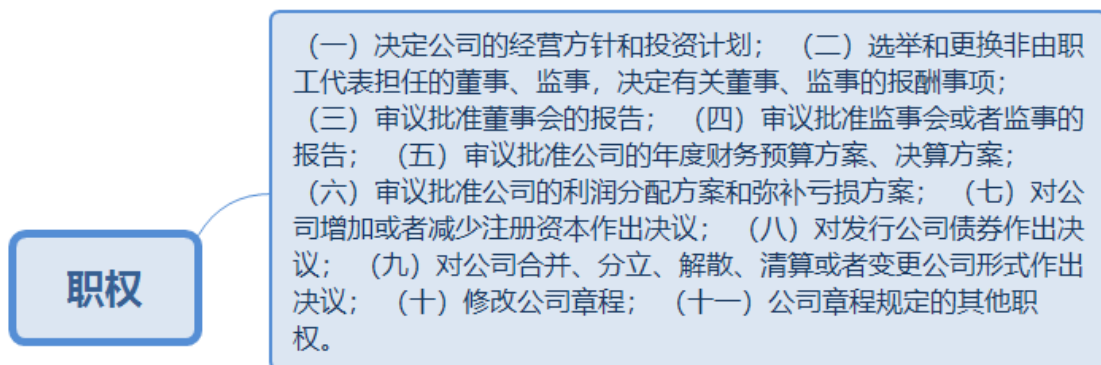 （一）决定公司的经营方针和投资计划； （二）选举和更换非由职
工代表担任的董事、监事，决定有关董事、监事的报酬事项；
（三）审议批准董事会的报告； （四）审议批准监事会或者监事的
报告； （五）审议批准公司的年度财务预算方案、决算方案；
（六）审议批准公司的利润分配方案和弥补亏损方案； （七）对公
司增加或者减少注册资本作出决议； （八）对发行公司债券作出决
议； （九）对公司合并、分立、解散、清算或者变更公司形式作出
决议； （十）修改公司章程； （十一）公司章程规定的其他职
权。
职权